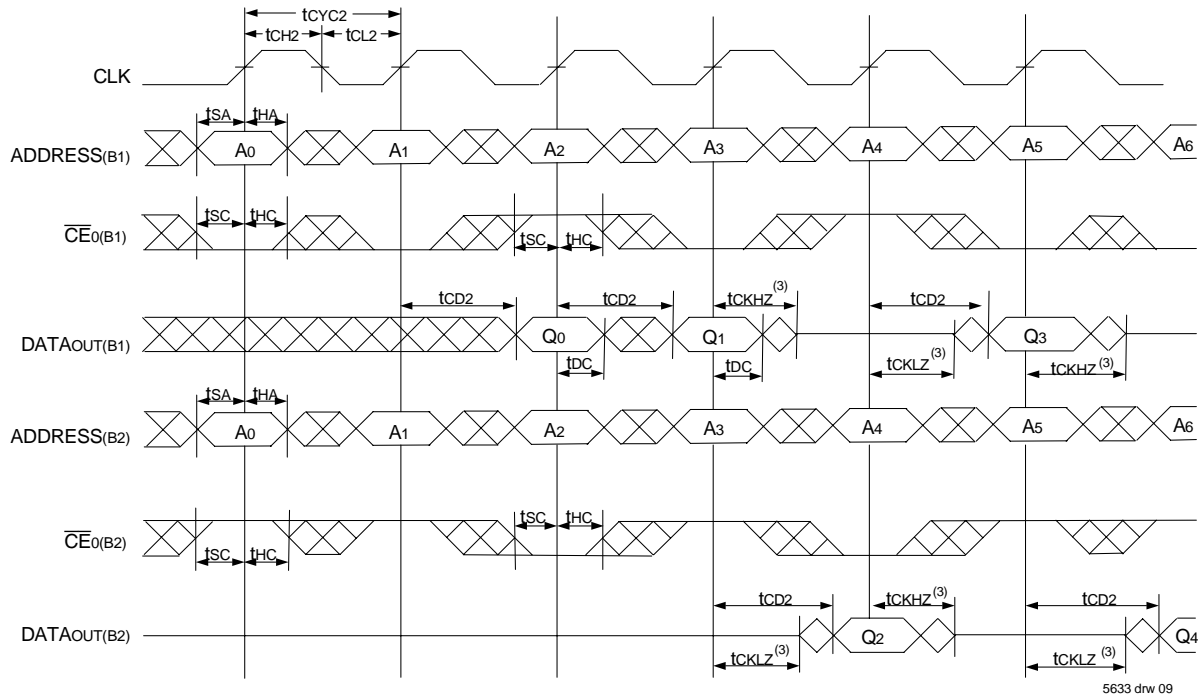 tCYC2
tCH2 tCL2
CLK
tSA tHA
ADDRESS(B1) A0 A1 A2 A3 A4 A5 A6
tSC tHC
CE0(B1) tSC tHC
tCD2 tCD2 tCKHZ(3) tCD2
DATAOUT(B1) Q0 Q1 Q3
tDC tDC tCKLZ(3) tCKHZ(3)
tSA tHA
ADDRESS(B2) A0 A1 A2 A3 A4 A5 A6
tSC tHC
CE0(B2)
tSC tHC
tCD2 tCKHZ(3) tCD2
DATAOUT(B2) Q2 Q4
tCKLZ(3) tCKLZ(3)
5633 drw 09